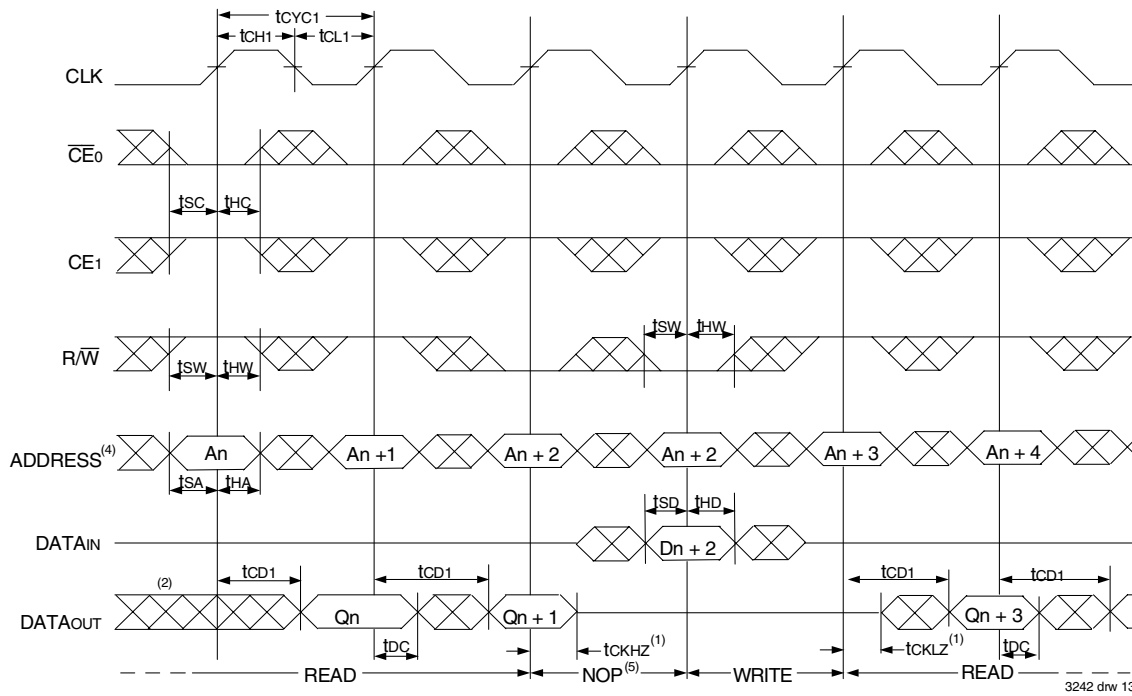 tCYC1
tCH1 tCL1
CLK
CE0
tSC tHC
CE1
tSW tHW
R/W
tSW tHW
ADDRESS(4) An An +1 An + 2 An + 2 An + 3 An + 4
tSA tHA
tSD tHD
DATAIN Dn + 2
(2) tCD1 tCD1 tCD1 tCD1
DATAOUT Qn Qn + 1 Qn + 3
tDC tCKHZ(1) tCKLZ(1) tDC
READ NOP(5) WRITE READ
3242 drw 13